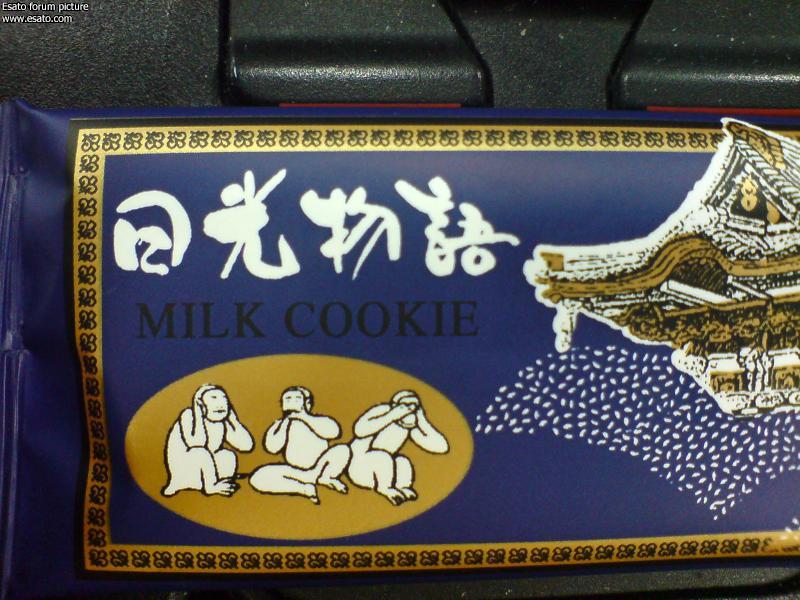 Esato forum picture
www.esato.com
日光物語
MILK COOKIE